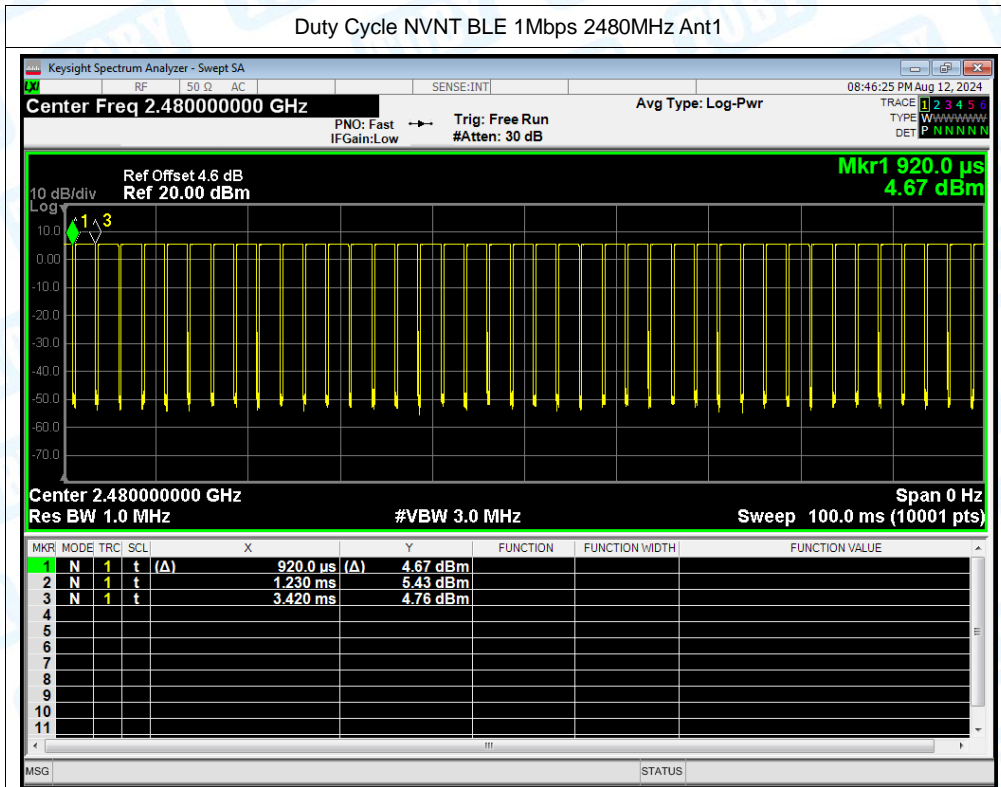 Duty Cycle NVNT BLE 1Mbps 2480MHz Ant1
Keysight Spectrum Analyzer - Swept SA
LXI RF 50 Ω AC SENSE:INT 08:46:25 PM Aug 12, 2024
Center Freq 2.480000000 GHz Avg Type: Log-Pwr TRACE 1 2 3 4 5 6
PNO: Fast Trig: Free Run TYPE WWWWWWW
IFGain:Low #Atten: 30 dB DET P N N N N N
Mkr1 920.0 µs
Ref Offset 4.6 dB
10 dB/div Ref 20.00 dBm 4.67 dBm
Log
1 3
10.0
0.00
-10.0
-20.0
-30.0
-40.0
-50.0
-60.0
-70.0
Center 2.480000000 GHz Span 0 Hz
Res BW 1.0 MHz #VBW 3.0 MHz Sweep 100.0 ms (10001 pts)
MKR MODE TRC SCL X Y FUNCTION FUNCTION WIDTH FUNCTION VALUE
1 N 1 t (Δ) 920.0 µs (Δ) 4.67 dBm
2 N 1 t 1.230 ms 5.43 dBm
3 N 1 t 3.420 ms 4.76 dBm
4
5
6
7
8
9
10
11
MSG STATUS